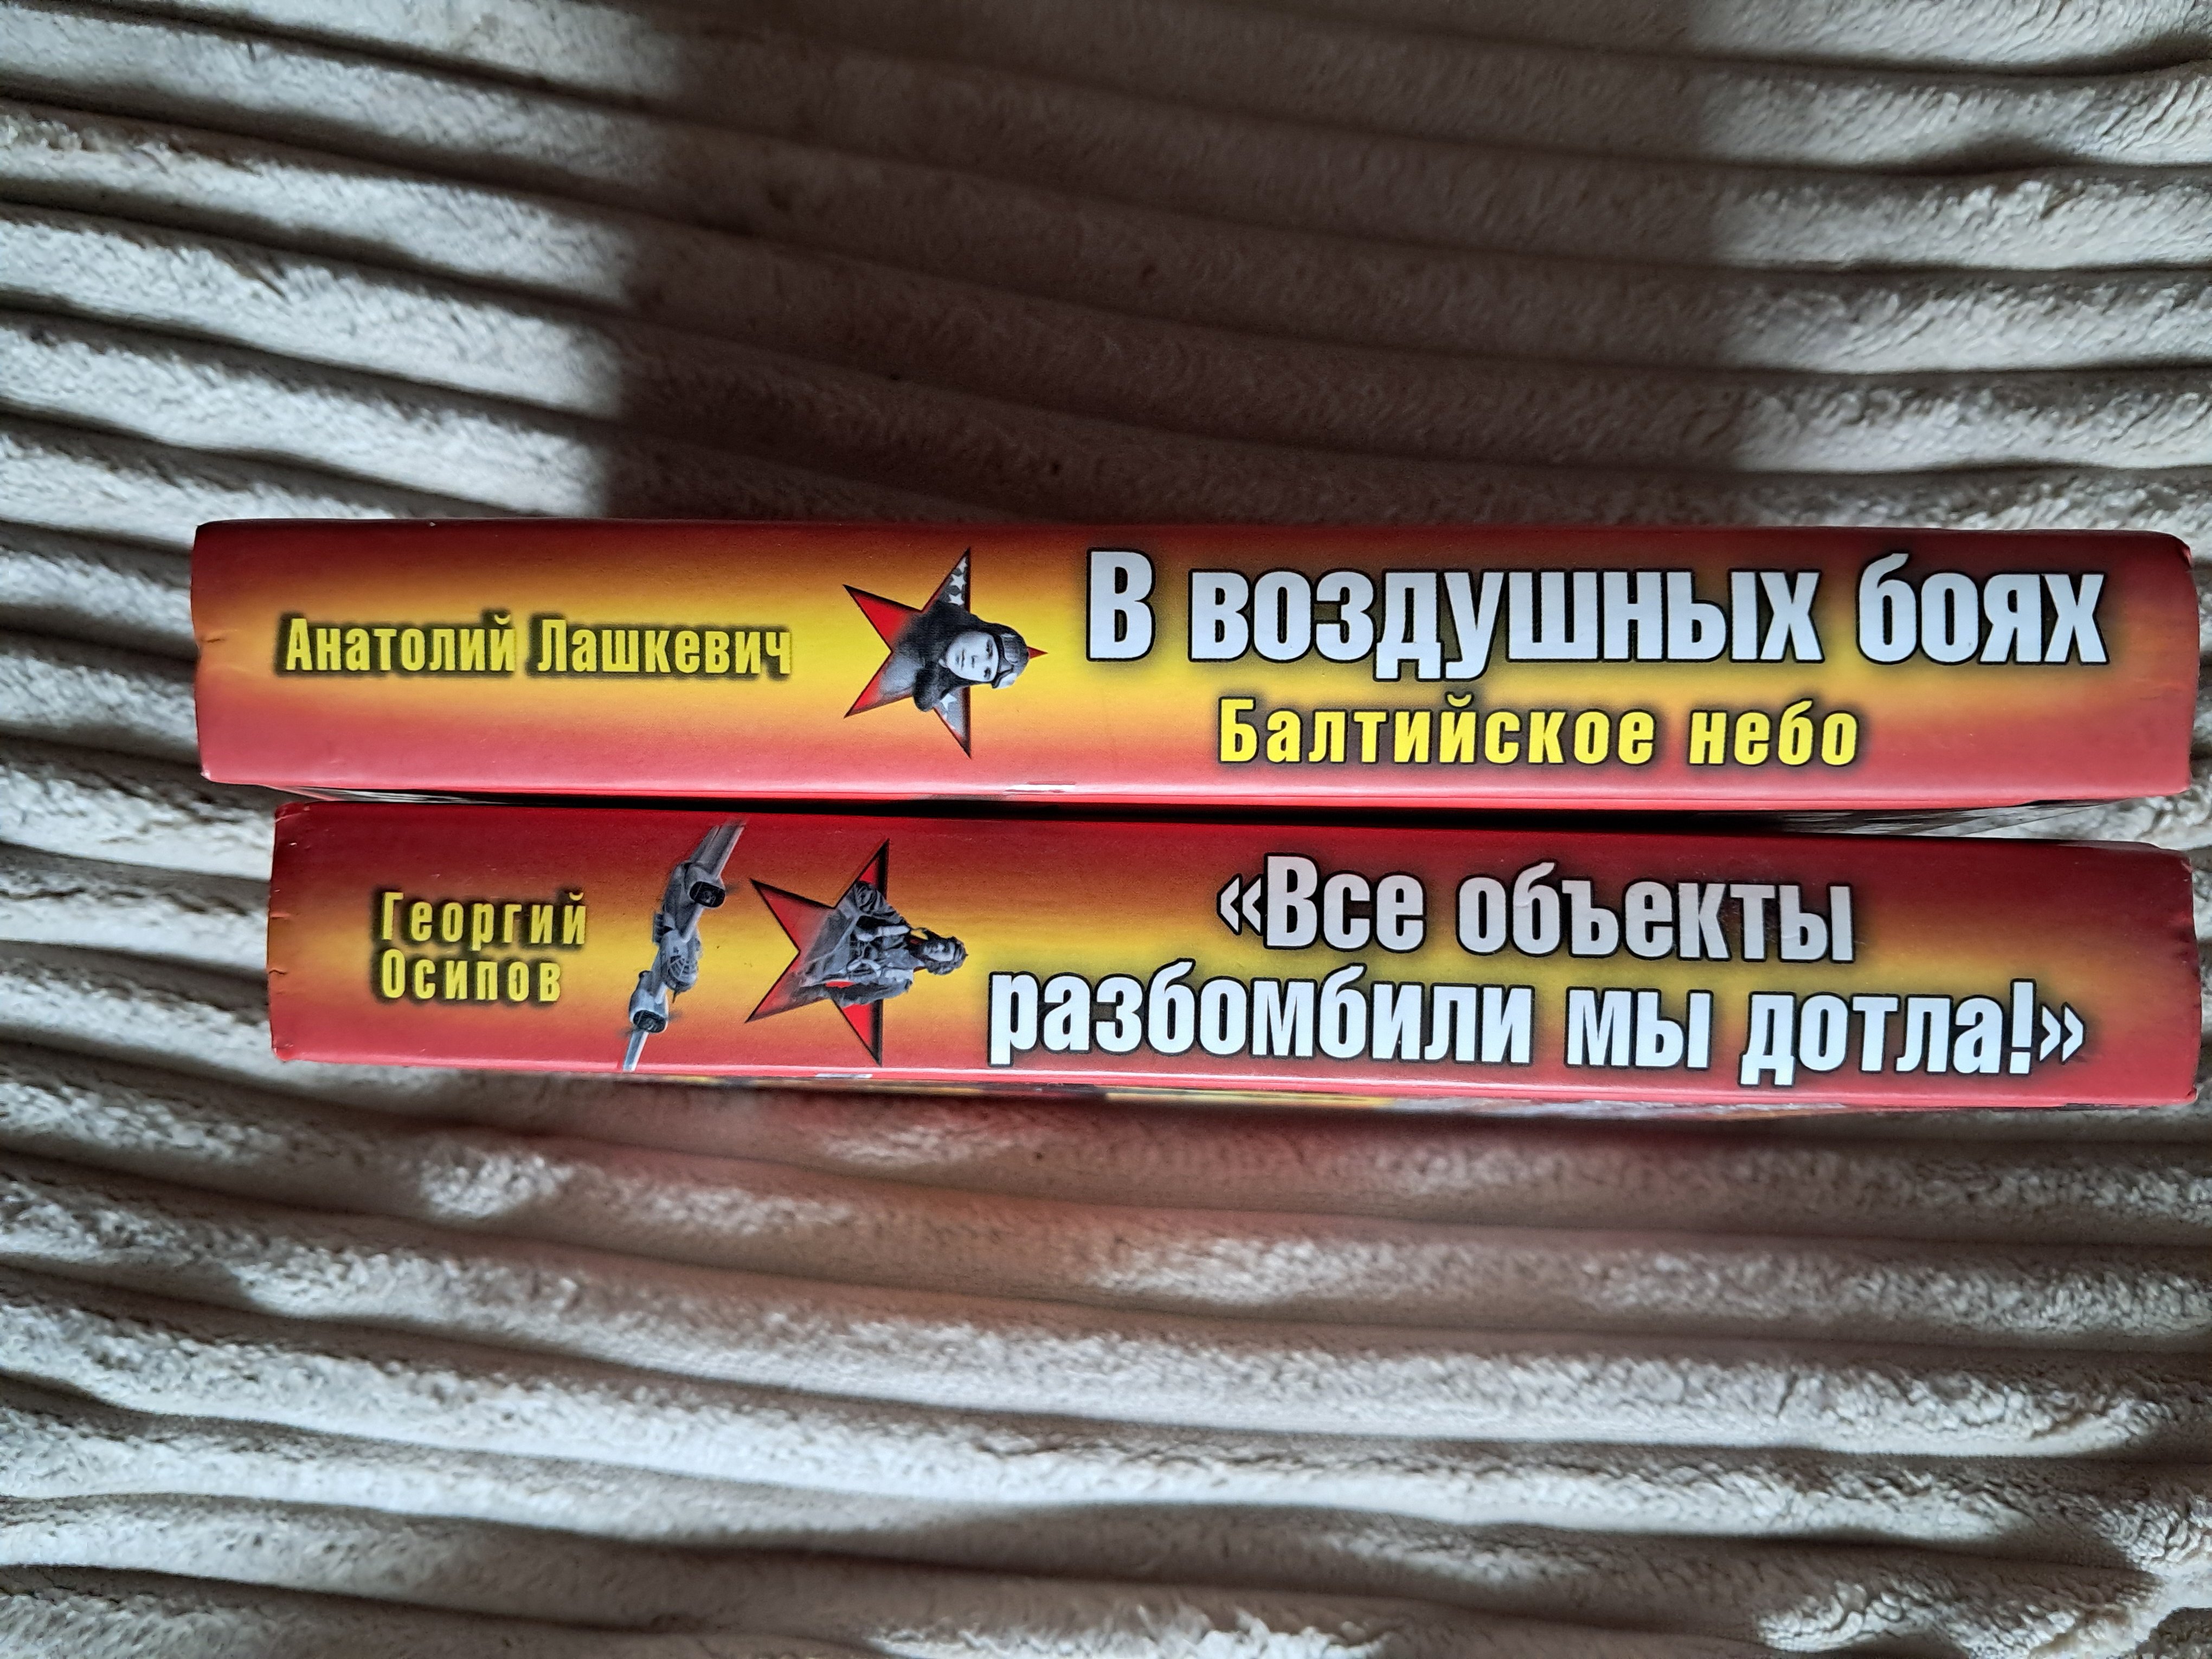 Анатолий Лашкевич
В воздушных боях
Балтийское небо
Георгий
Осипов
«Все объекты
разбомбили мы дотла!»